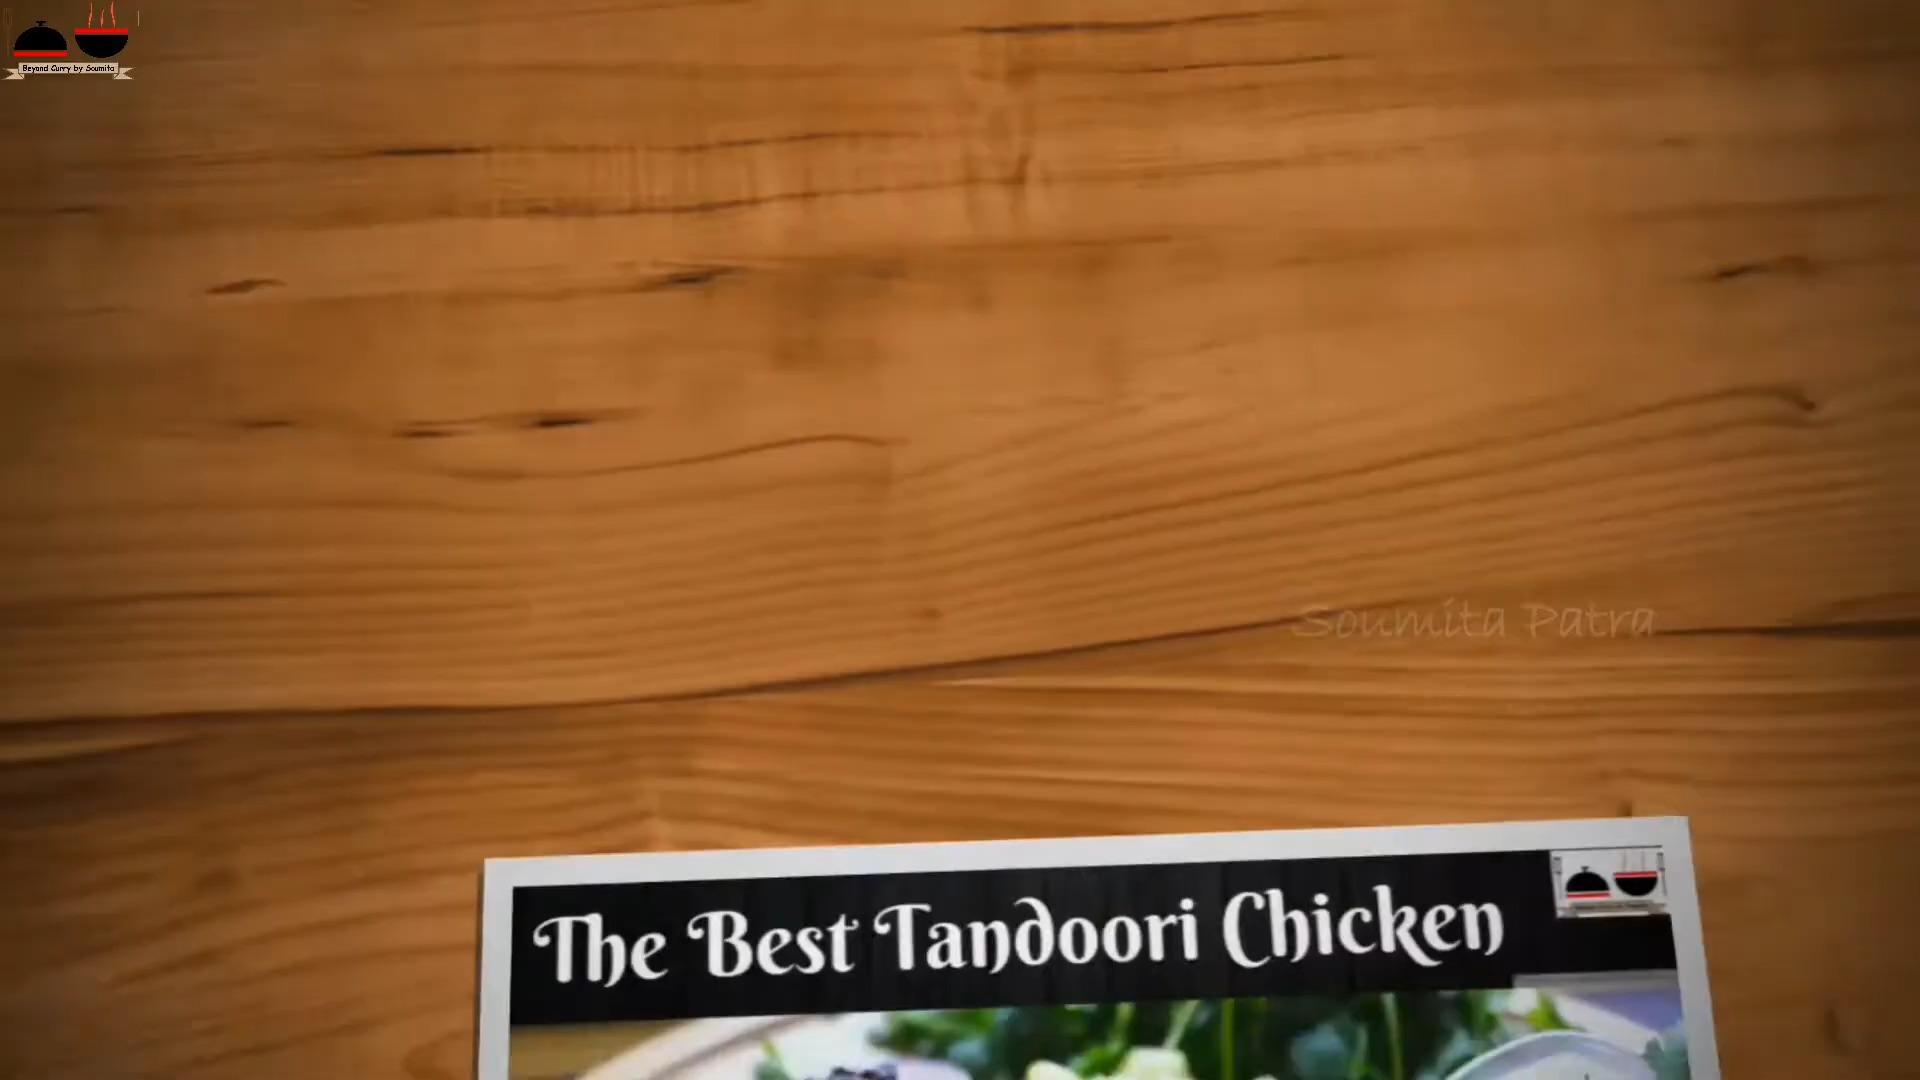 Beyond Curry by Soumita
Soumita Patra
The Best Tandoori Chicken